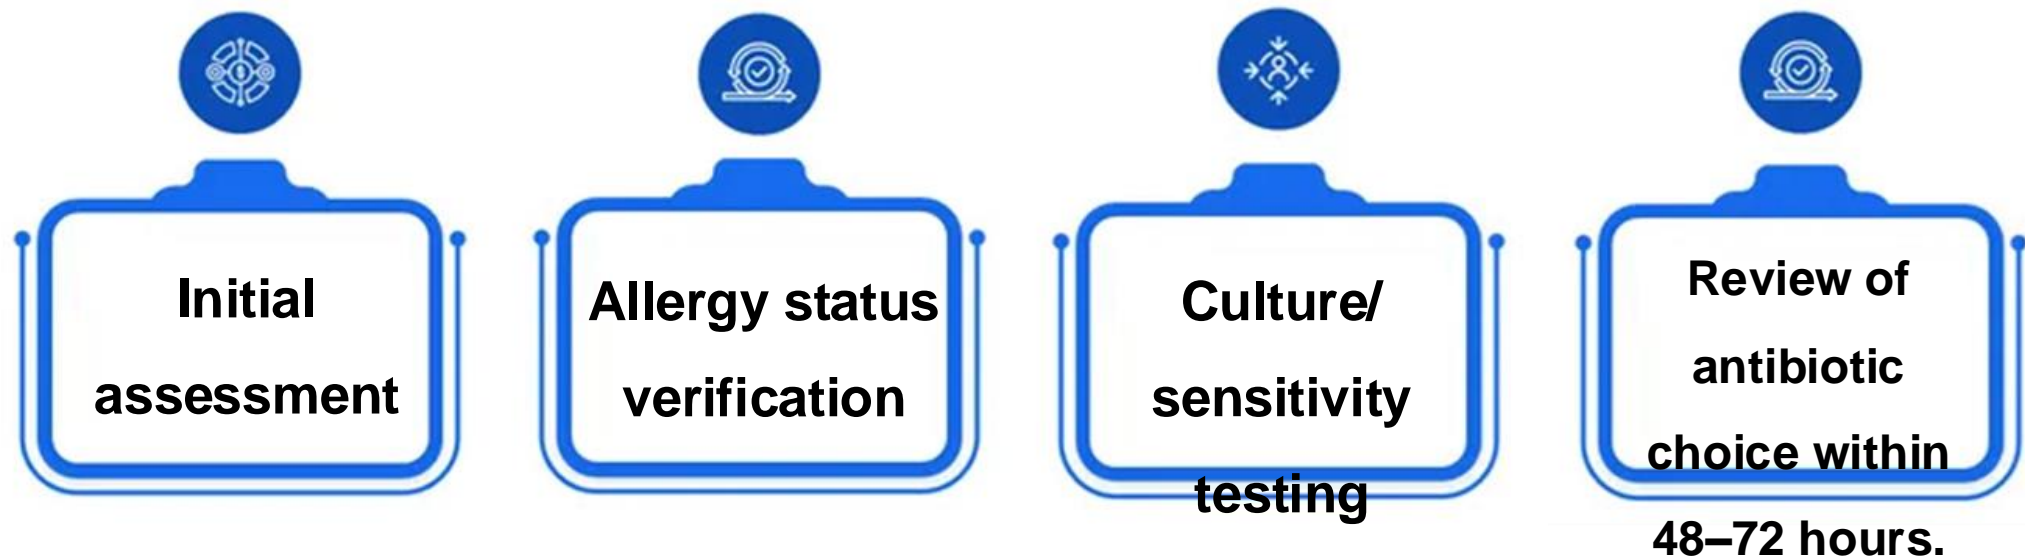 Initial
assessment
Allergy status
verification
Culture/
sensitivity
testing
Review of
antibiotic
choice within
48–72 hours.